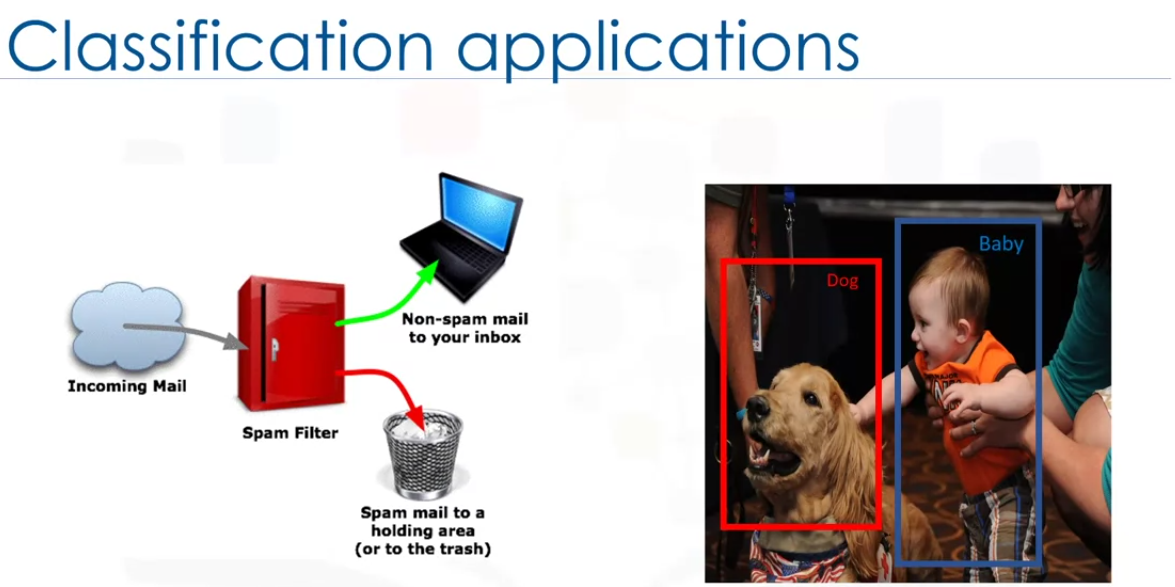 Classification applications
Incoming Mail
Spam Filter
Non-spam mail
to your inbox
Spam mail to a
holding area
(or to the trash)
Dog
Baby